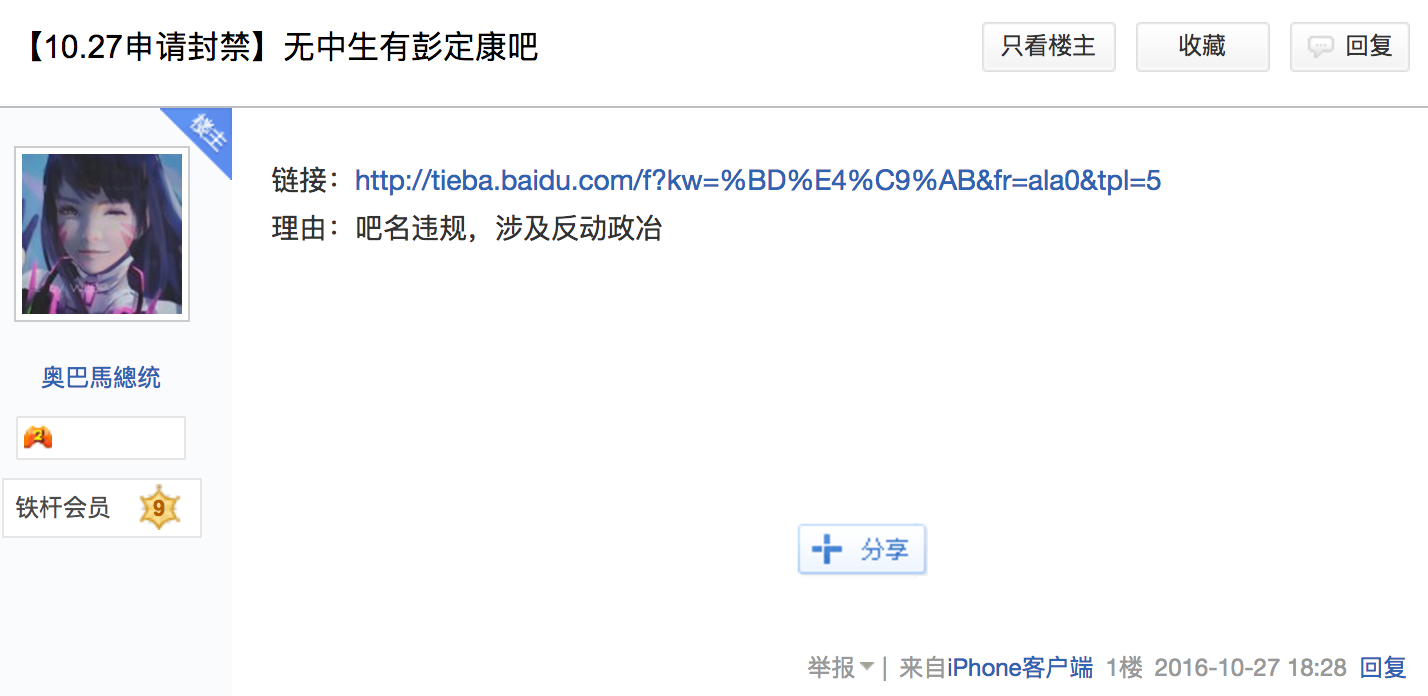 【10.27申请封禁】无中生有彭定康吧
只看楼主
收藏
回复
楼主
链接：http://tieba.baidu.com/f?kw=%BD%E4%C9%AB&fr=ala0&tpl=5
理由：吧名违规，涉及反动政冶
奥巴馬總统
2
铁杆会员 9
分享
举报 | 来自iPhone客户端 1楼 2016-10-27 18:28 回复